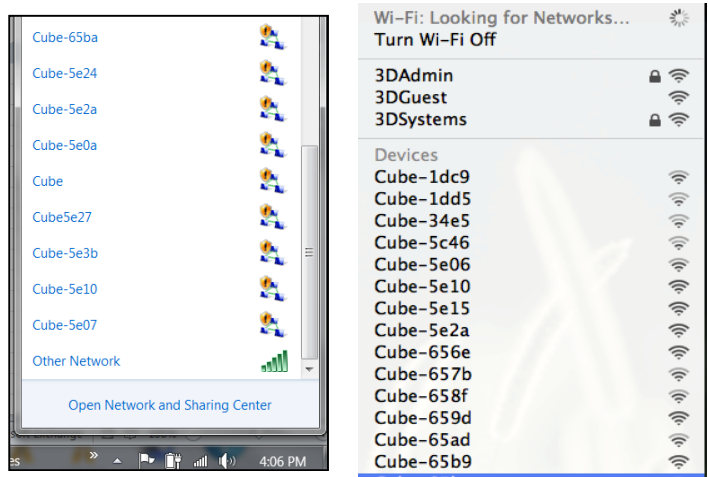 Cube-65ba
Cube-5e24
Cube-5e2a
Cube-5e0a
Cube
Cube5e27
Cube-5e3b
Cube-5e10
Cube-5e07
Other Network
Open Network and Sharing Center
es
4:06 PM
Wi-Fi: Looking for Networks...
Turn Wi-Fi Off
3DAdmin
3DGuest
3DSystems
Devices
Cube-1dc9
Cube-1dd5
Cube-34e5
Cube-5c46
Cube-5e06
Cube-5e10
Cube-5e15
Cube-5e2a
Cube-656e
Cube-657b
Cube-658f
Cube-659d
Cube-65ad
Cube-65b9